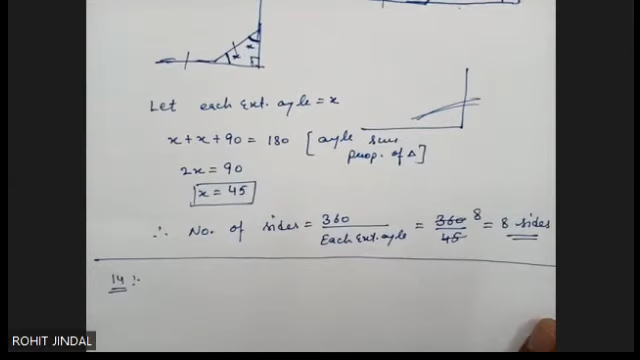 x
x
Let each Ext. angle = x
x + x + 90 = 180 [angle sum prop. of Δ]
2x = 90
x = 45
∴ No. of sides = 360 / Each Ext. angle = 360 / 45 8 = 8 sides
14 :-
ROHIT JINDAL